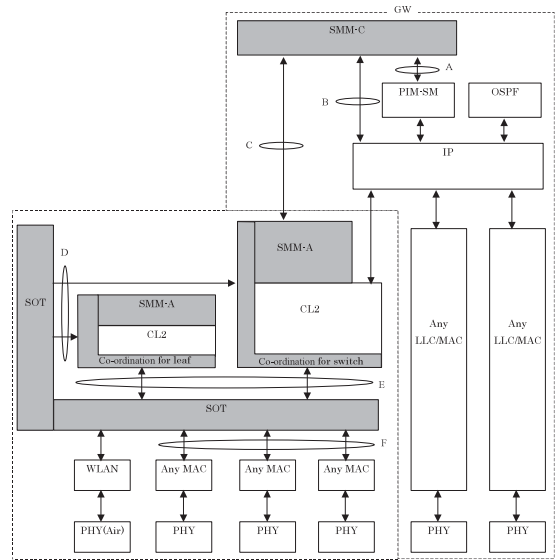 GW
SMM-C
A
PIM-SM
OSPF
B
C
IP
D
SMM-A
SOT
SMM-A
CL2
CL2
Any
LLC/MAC
Any
LLC/MAC
Co-ordination for leaf
Co-ordination for switch
E
SOT
F
WLAN
Any MAC
Any MAC
Any MAC
PHY(Air)
PHY
PHY
PHY
PHY
PHY